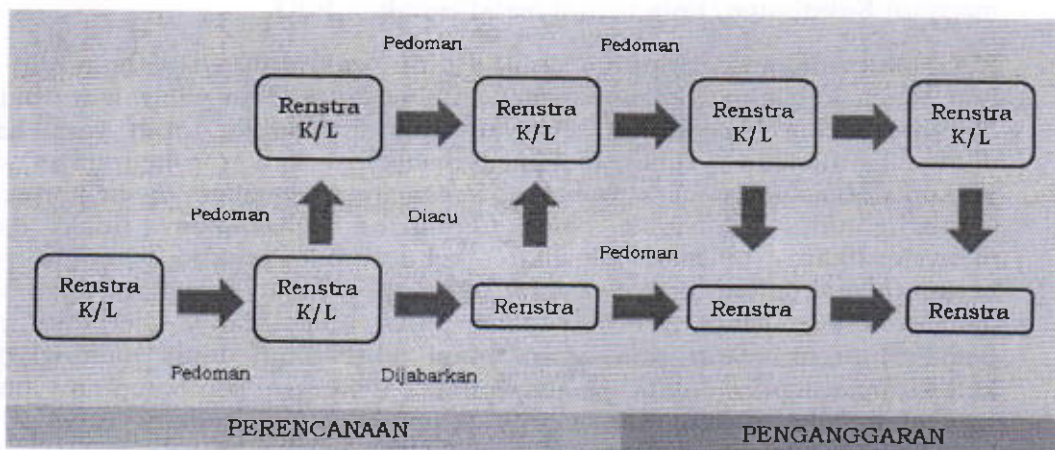 Pedoman
Pedoman
Renstra
K/L
Renstra
K/L
Renstra
K/L
Renstra
K/L
Pedoman
Diacu
Pedoman
Renstra
K/L
Renstra
K/L
Renstra
Renstra
Renstra
Pedoman
Dijabarkan
PERENCANAAN
PENGANGGARAN